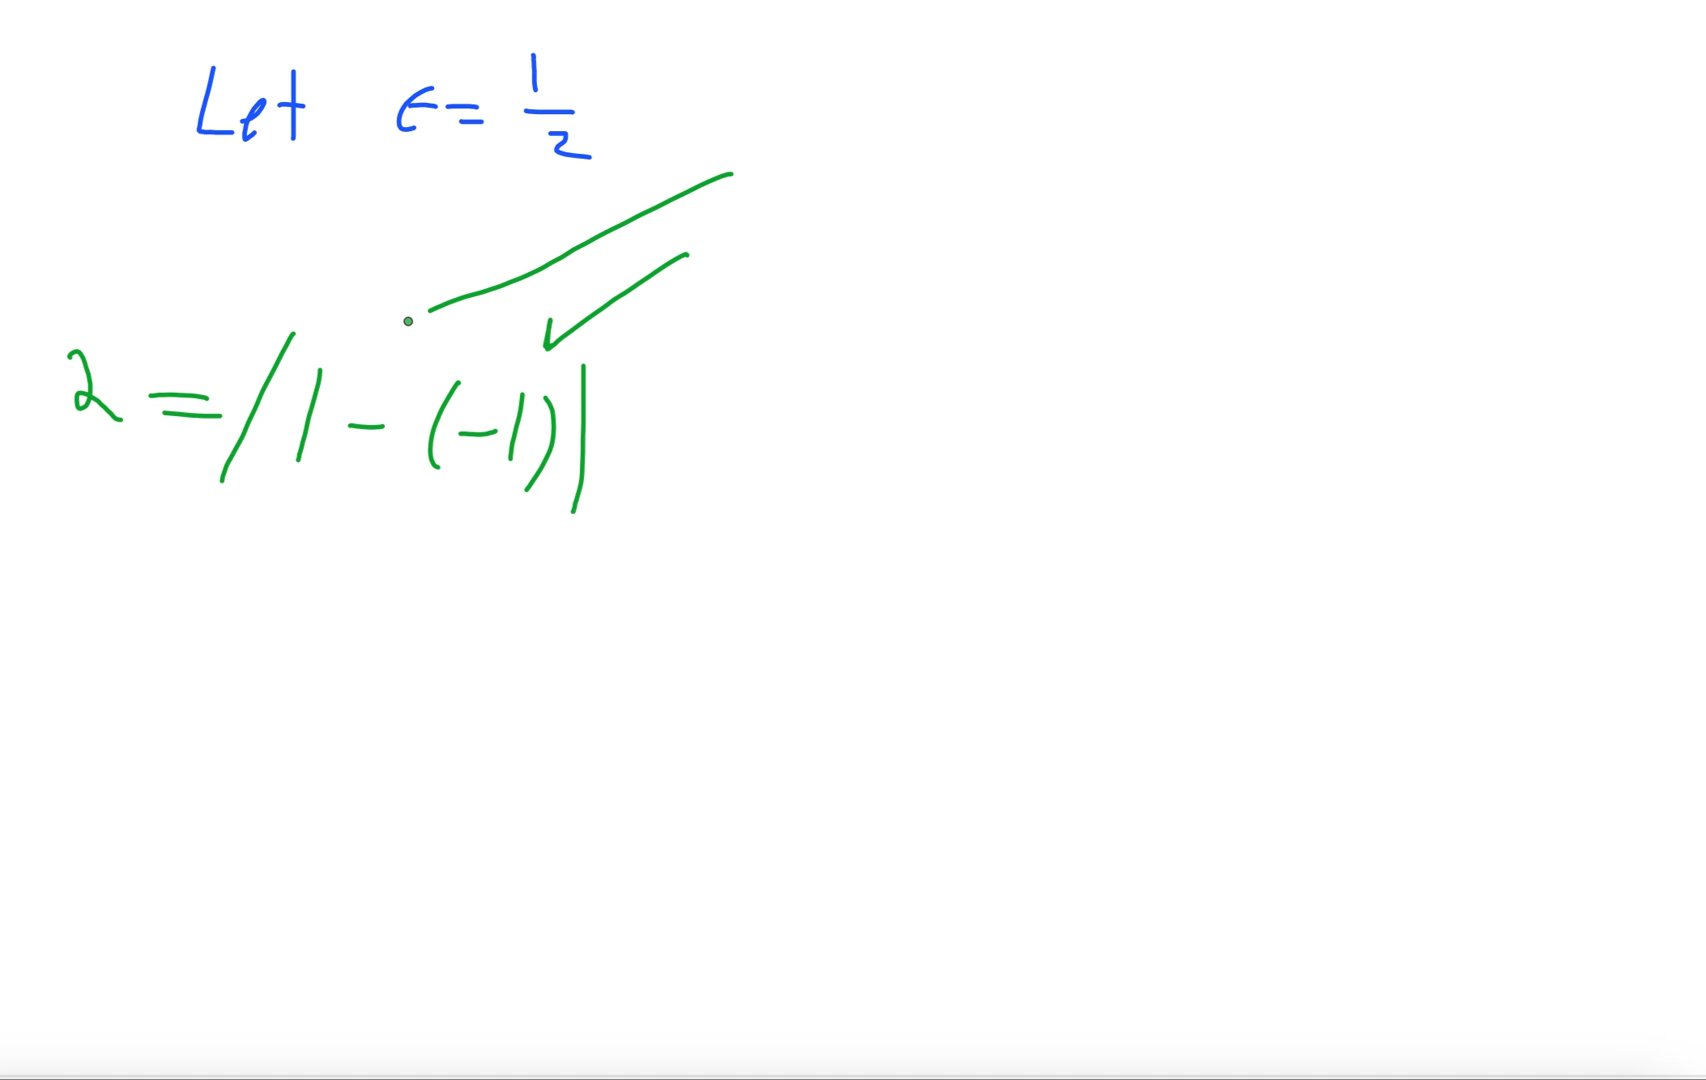 Let ϵ = 1/2
2 = |1 - (-1)|